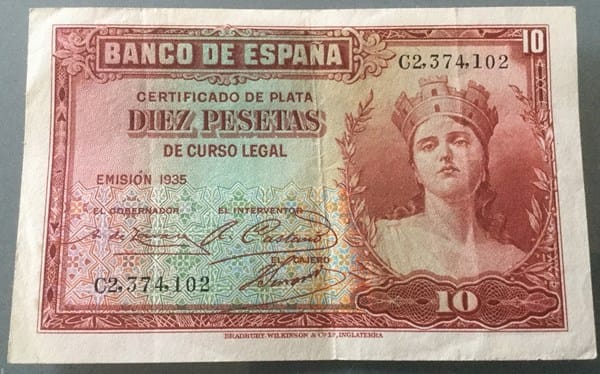 BANCO DE ESPAÑA
10
C2,374,102
CERTIFICADO DE PLATA
DIEZ PESETAS
DE CURSO LEGAL
EMISIÓN 1935
EL GOBERNADOR
EL INTERVENTOR
EL CAJERO
C2,374,102
10
BRADBURY, WILKINSON & Cº Lº, INGLATERRA